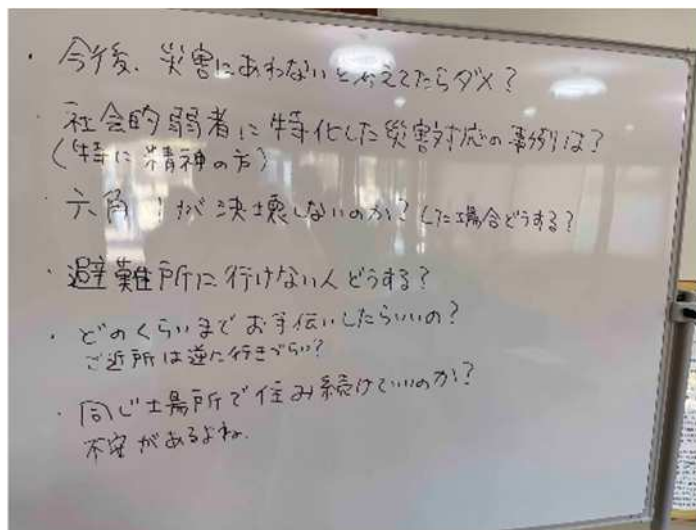 ・今後、災害にあわないと考えてたらダメ?
・社会的弱者に特化した災害対応の事例は?
(特に精神の方)
・六角川が決壊しないのか?した場合どうする?
・避難所に行けない人どうする?
・どのくらいまでお手伝いしたらいいの?
ご近所は逆に行きづらい?
・同じ場所で住み続けていいのか?
不安があるよね。